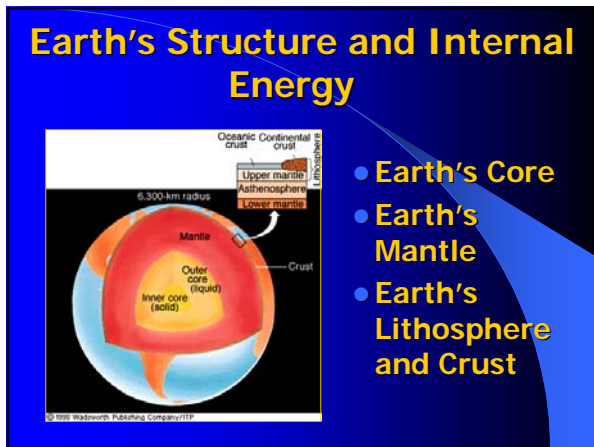 Earth's Structure and Internal
Energy
Oceanic Continental
crust crust
Lithosphere
Upper mantle
Asthenosphere
Lower mantle
6,300-km radius
Mantle
Crust
Outer
core
(liquid)
Inner core
(solid)
© 1998 Wadsworth Publishing Company/ITP
Earth's Core
Earth's
Mantle
Earth's
Lithosphere
and Crust